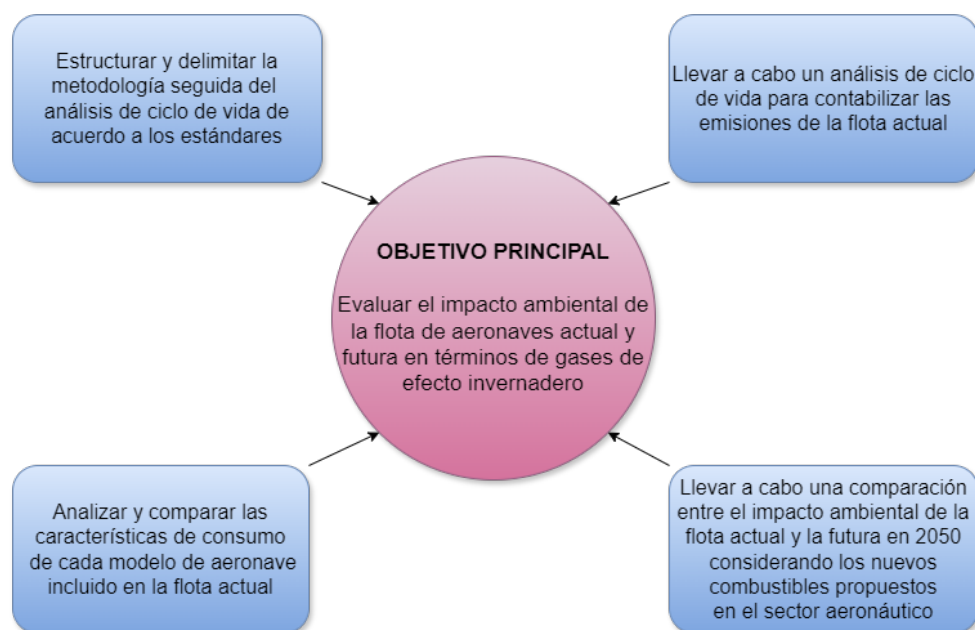 Estructurar y delimitar la
metodología seguida del
análisis de ciclo de vida de
acuerdo a los estándares
Llevar a cabo un análisis de ciclo
de vida para contabilizar las
emisiones de la flota actual
OBJETIVO PRINCIPAL
Evaluar el impacto ambiental de
la flota de aeronaves actual y
futura en términos de gases de
efecto invernadero
Analizar y comparar las
características de consumo
de cada modelo de aeronave
incluido en la flota actual
Llevar a cabo una comparación
entre el impacto ambiental de la
flota actual y la futura en 2050
considerando los nuevos
combustibles propuestos
en el sector aeronáutico